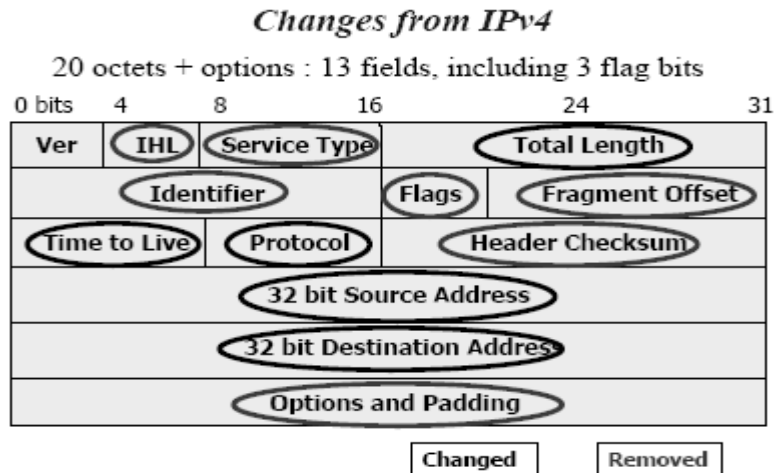 Changes from IPv4
20 octets + options : 13 fields, including 3 flag bits
0 bits 4 8 16 24 31
Ver IHL Service Type Total Length
Identifier Flags Fragment Offset
Time to Live Protocol Header Checksum
32 bit Source Address
32 bit Destination Address
Options and Padding
Changed Removed